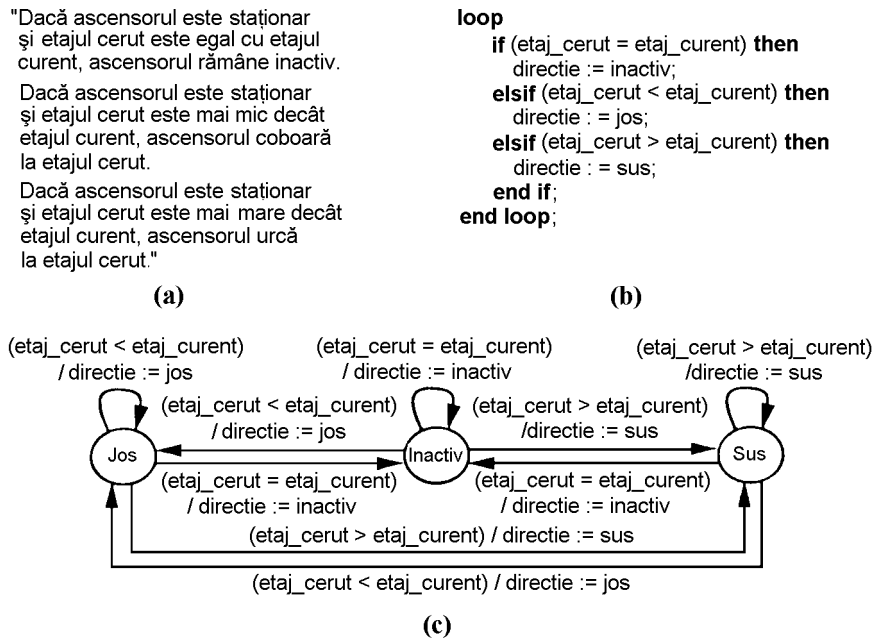 "Dacă ascensorul este staționar
şi etajul cerut este egal cu etajul
curent, ascensorul rămâne inactiv.
Dacă ascensorul este staționar
şi etajul cerut este mai mic decât
etajul curent, ascensorul coboară
la etajul cerut.
Dacă ascensorul este staționar
şi etajul cerut este mai mare decât
etajul curent, ascensorul urcă
la etajul cerut."
(a)
loop
if (etaj_cerut = etaj_curent) then
directie := inactiv;
elsif (etaj_cerut < etaj_curent) then
directie : = jos;
elsif (etaj_cerut > etaj_curent) then
directie : = sus;
end if;
end loop;
(b)
(etaj_cerut < etaj_curent)
/ directie := jos
(etaj_cerut = etaj_curent)
/ directie := inactiv
(etaj_cerut > etaj_curent)
/directie := sus
(etaj_cerut < etaj_curent)
/ directie := jos
(etaj_cerut > etaj_curent)
/directie := sus
Jos
Inactiv
Sus
(etaj_cerut = etaj_curent)
/ directie := inactiv
(etaj_cerut = etaj_curent)
/ directie := inactiv
(etaj_cerut > etaj_curent) / directie := sus
(etaj_cerut < etaj_curent) / directie := jos
(c)